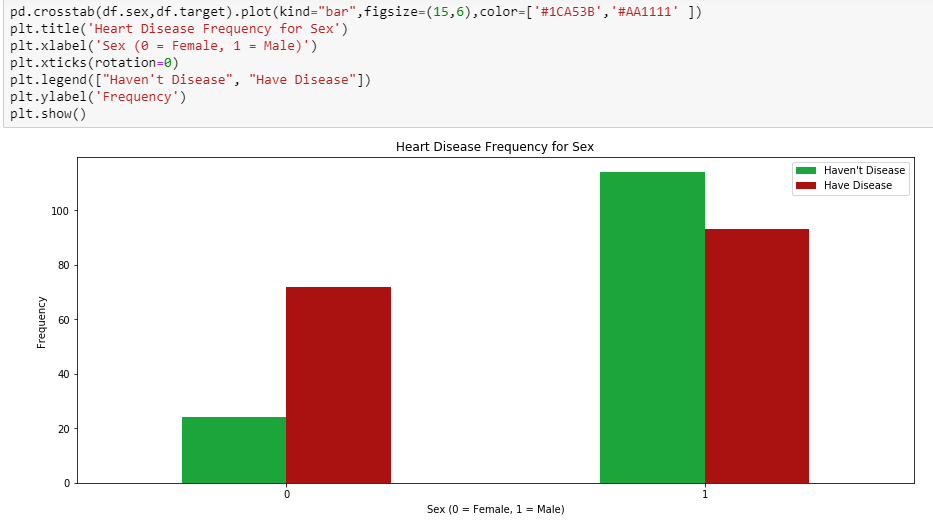 pd.crosstab(df.sex,df.target).plot(kind="bar",figsize=(15,6),color=['#1CA53B','#AA1111' ])
plt.title('Heart Disease Frequency for Sex')
plt.xlabel('Sex (0 = Female, 1 = Male)')
plt.xticks(rotation=0)
plt.legend(["Haven't Disease", "Have Disease"])
plt.ylabel('Frequency')
plt.show()
Heart Disease Frequency for Sex
Haven't Disease
Have Disease
100
80
60
40
20
0
Frequency
0 1
Sex (0 = Female, 1 = Male)